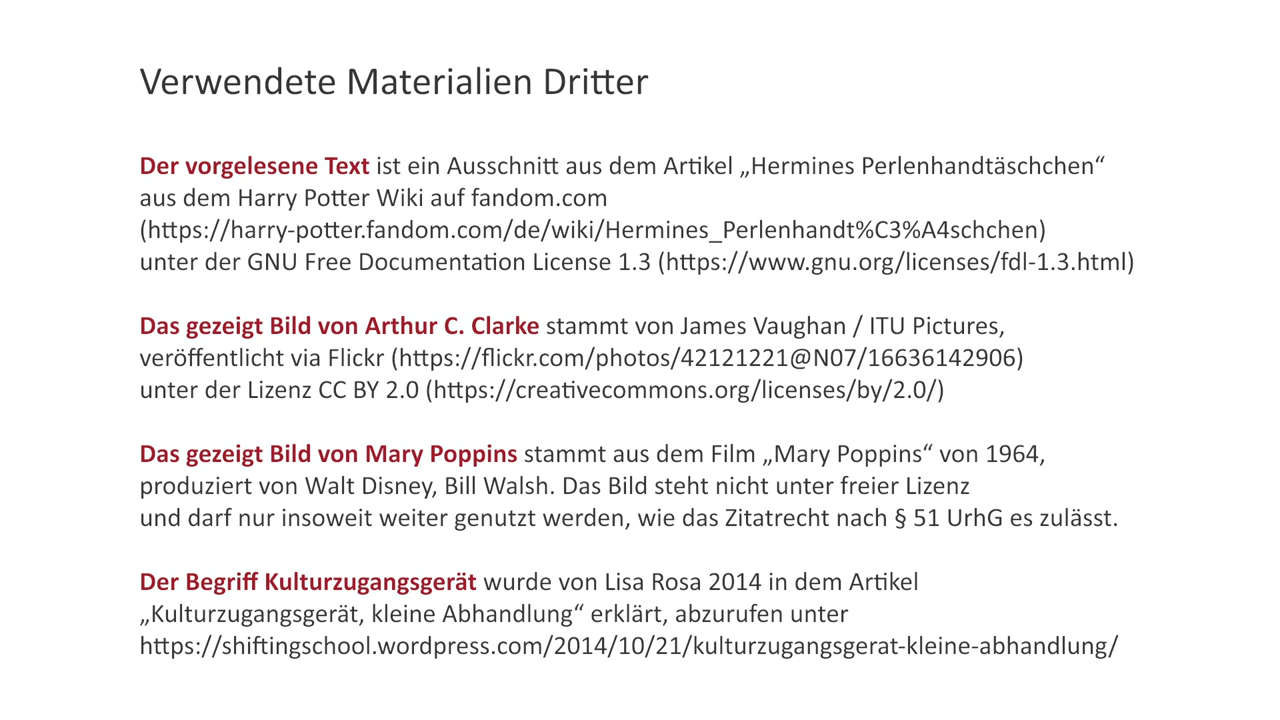 Verwendete Materialien Dritter
Der vorgelesene Text ist ein Ausschnitt aus dem Artikel „Hermines Perlenhandtäschchen“
aus dem Harry Potter Wiki auf fandom.com
(https://harry-potter.fandom.com/de/wiki/Hermines_Perlenhandt%C3%A4schchen)
unter der GNU Free Documentation License 1.3 (https://www.gnu.org/licenses/fdl-1.3.html)
Das gezeigt Bild von Arthur C. Clarke stammt von James Vaughan / ITU Pictures,
veröffentlicht via Flickr (https://flickr.com/photos/42121221@N07/16636142906)
unter der Lizenz CC BY 2.0 (https://creativecommons.org/licenses/by/2.0/)
Das gezeigt Bild von Mary Poppins stammt aus dem Film „Mary Poppins“ von 1964,
produziert von Walt Disney, Bill Walsh. Das Bild steht nicht unter freier Lizenz
und darf nur insoweit weiter genutzt werden, wie das Zitatrecht nach § 51 UrhG es zulässt.
Der Begriff Kulturzugangsgerät wurde von Lisa Rosa 2014 in dem Artikel
„Kulturzugangsgerät, kleine Abhandlung“ erklärt, abzurufen unter
https://shiftingschool.wordpress.com/2014/10/21/kulturzugangsgerat-kleine-abhandlung/